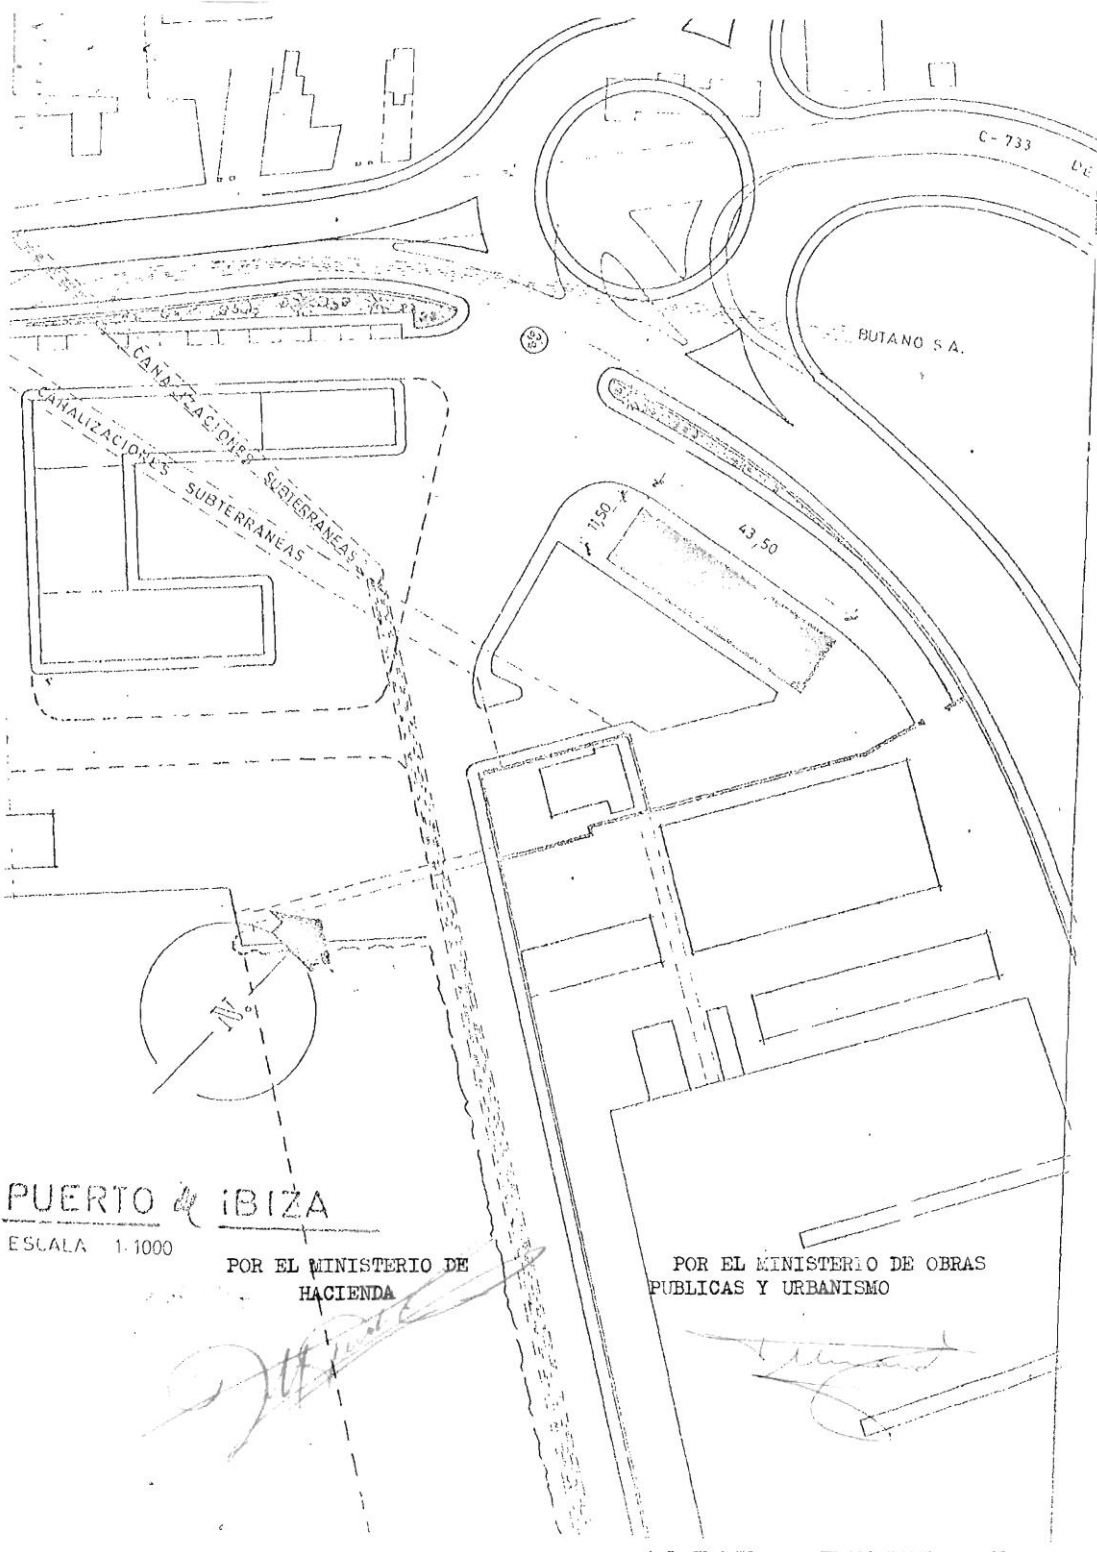 C-733 DE
BUTANO S A.
CANALIZACIONES SUBTERRANEAS
CANALIZACIONES SUBTERRANEAS
11,50
43,50
N.
PUERTO de IBIZA
ESCALA 1:1000
POR EL MINISTERIO DE
HACIENDA
POR EL MINISTERIO DE OBRAS
PUBLICAS Y URBANISMO